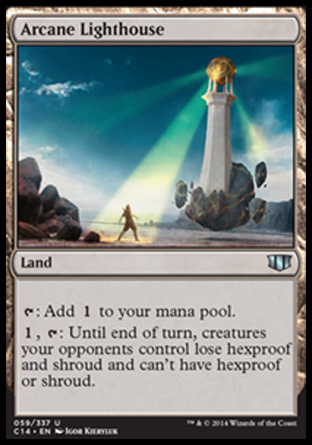 Arcane Lighthouse
Land
: Add 1 to your mana pool.
1 , : Until end of turn, creatures
your opponents control lose hexproof
and shroud and can't have hexproof
or shroud.
059/337 U
C14 • EN Igor Kieryluk
™ & © 2014 Wizards of the Coast